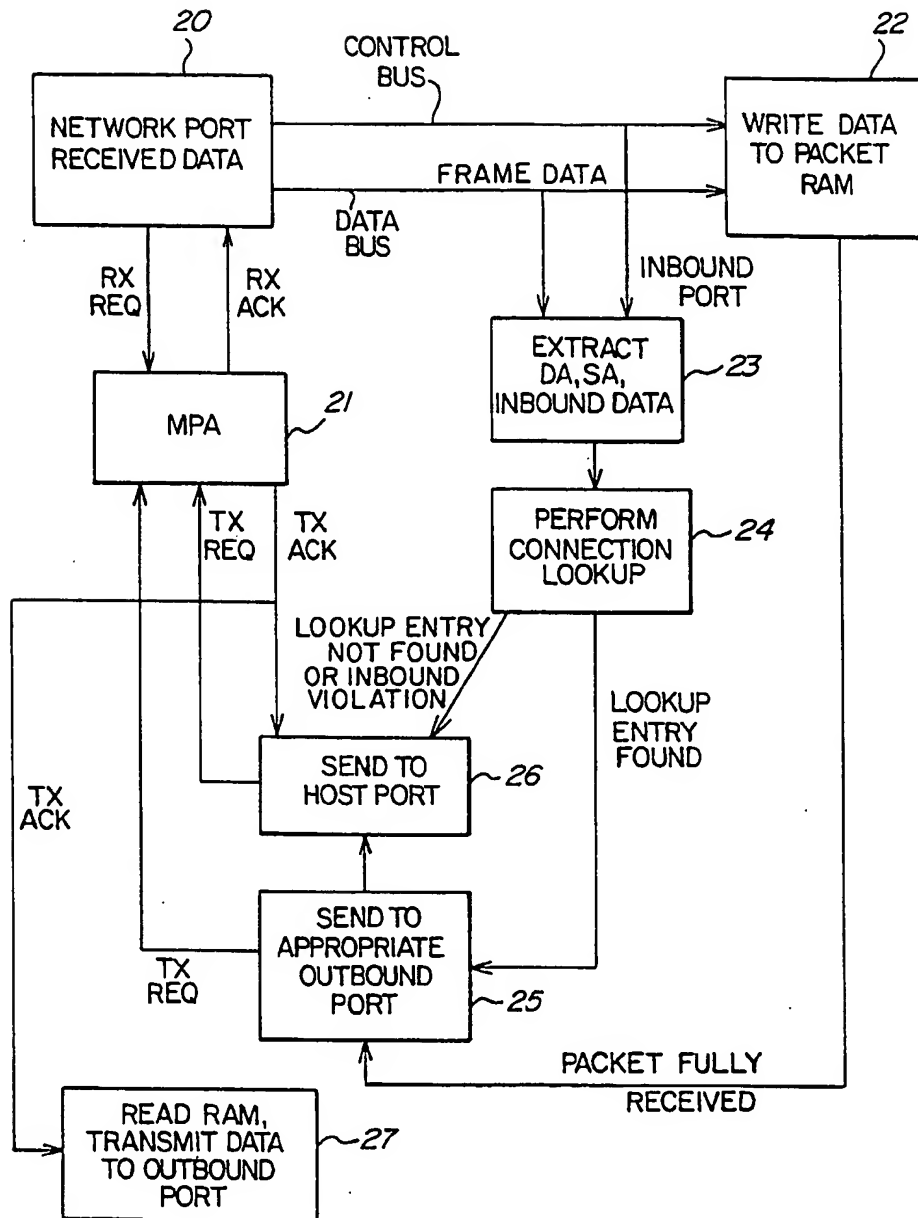 20
CONTROL
BUS
22
NETWORK PORT
RECEIVED DATA
WRITE DATA
TO PACKET
RAM
FRAME DATA
DATA
BUS
RX
REQ
RX
ACK
INBOUND
PORT
EXTRACT
DA, SA,
INBOUND DATA
23
MPA
21
TX
REQ
TX
ACK
PERFORM
CONNECTION
LOOKUP
24
LOOKUP ENTRY
NOT FOUND
OR INBOUND
VIOLATION
LOOKUP
ENTRY
FOUND
SEND TO
HOST PORT
26
TX
ACK
SEND TO
APPROPRIATE
OUTBOUND
PORT
25
TX
REQ
PACKET FULLY
RECEIVED
READ RAM,
TRANSMIT DATA
TO OUTBOUND
PORT
27